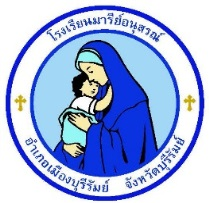 โรงเรียนมารีย์อนุสรณ์
อำเภอเมืองบุรีรัมย์ จังหวัดบุรีรัมย์